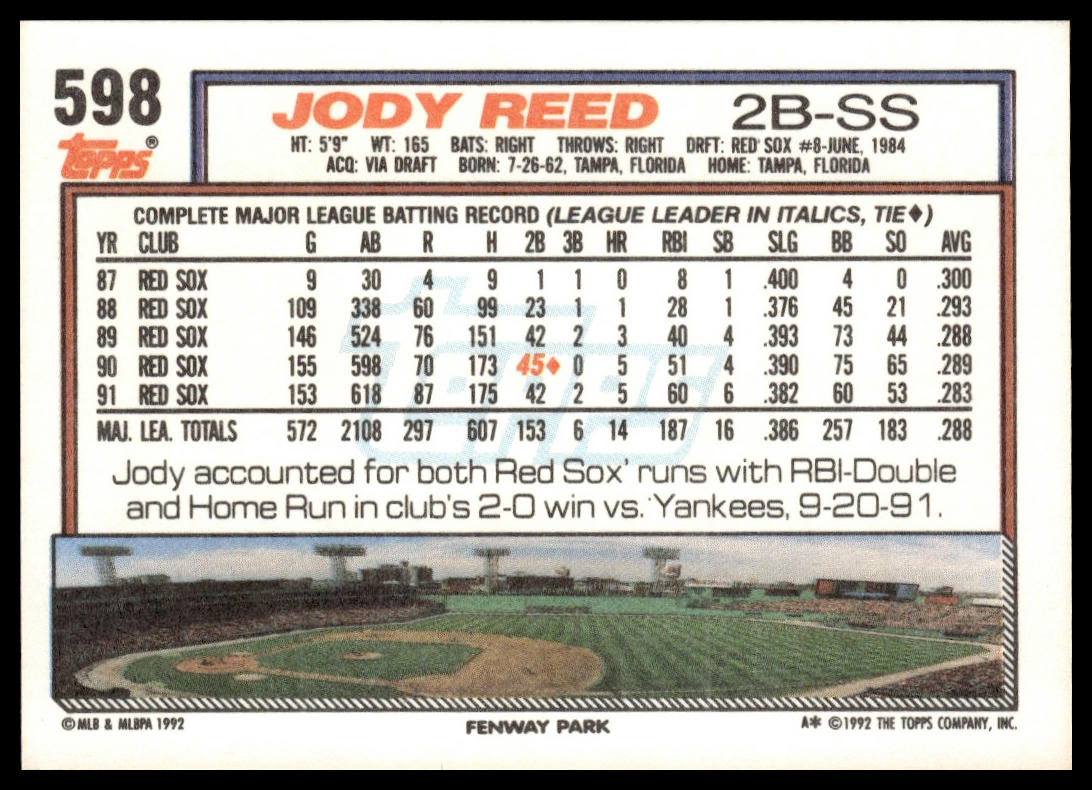 598
Topps®
JODY REED 2B-SS
HT: 5'9" WT: 165 BATS: RIGHT THROWS: RIGHT DRFT: RED SOX #8-JUNE, 1984
ACQ: VIA DRAFT BORN: 7-26-62, TAMPA, FLORIDA HOME: TAMPA, FLORIDA
COMPLETE MAJOR LEAGUE BATTING RECORD (LEAGUE LEADER IN ITALICS, TIE♦)
YR CLUB G AB R H 2B 3B HR RBI SB SLG BB SO AVG
87 RED SOX 9 30 4 9 1 1 0 8 1 .400 4 0 .300
88 RED SOX 109 338 60 99 23 1 1 28 1 .376 45 21 .293
89 RED SOX 146 524 76 151 42 2 3 40 4 .393 73 44 .288
90 RED SOX 155 598 70 173 45♦ 0 5 51 4 .390 75 65 .289
91 RED SOX 153 618 87 175 42 2 5 60 6 .382 60 53 .283
MAJ. LEA. TOTALS 572 2108 297 607 153 6 14 187 16 .386 257 183 .288
Topps
Jody accounted for both Red Sox' runs with RBI-Double
and Home Run in club's 2-0 win vs. Yankees, 9-20-91.
© MLB & MLBPA 1992 FENWAY PARK A* © 1992 THE TOPPS COMPANY, INC.